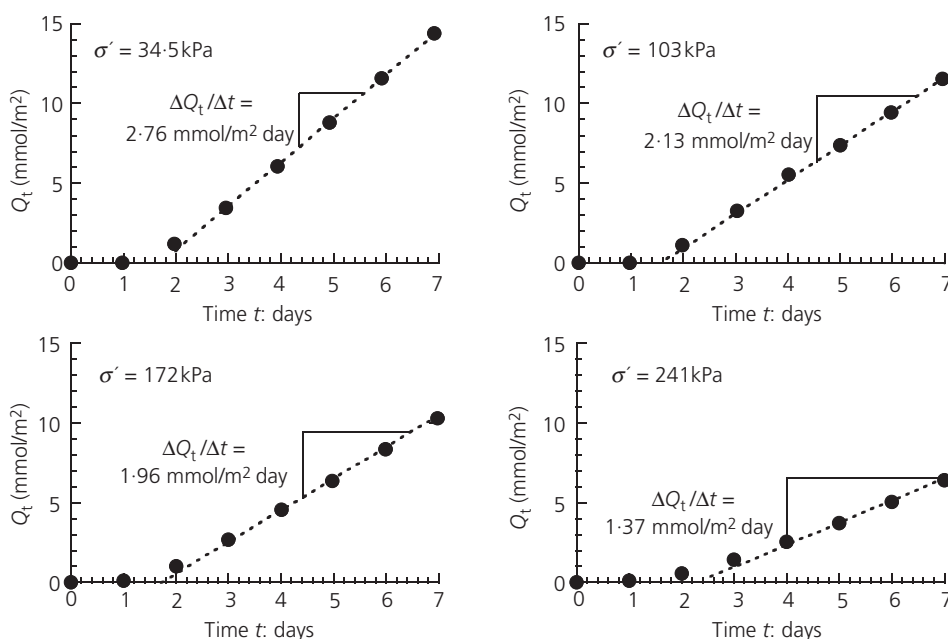 15
10
5
0
Qt (mmol/m2)
σ′ = 34·5kPa
ΔQt/Δt =
2·76 mmol/m2 day
0 1 2 3 4 5 6 7
Time t: days
15
10
5
0
Qt (mmol/m2)
σ′ = 103kPa
ΔQt/Δt =
2·13 mmol/m2 day
0 1 2 3 4 5 6 7
Time t: days
15
10
5
0
Qt (mmol/m2)
σ′ = 172kPa
ΔQt/Δt =
1·96 mmol/m2 day
0 1 2 3 4 5 6 7
Time t: days
15
10
5
0
Qt (mmol/m2)
σ′ = 241kPa
ΔQt/Δt =
1·37 mmol/m2 day
0 1 2 3 4 5 6 7
Time t: days